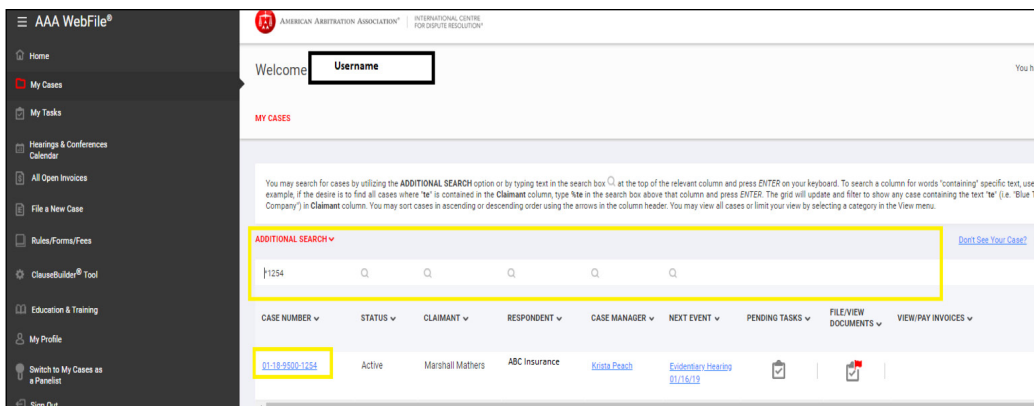 AAA WebFile®
Home
My Cases
My Tasks
Hearings & Conferences
Calendar
All Open Invoices
File a New Case
Rules/Forms/Fees
ClauseBuilder® Tool
Education & Training
My Profile
Switch to My Cases as
a Panelist
Sign Out
AMERICAN ARBITRATION ASSOCIATION®
INTERNATIONAL CENTRE
FOR DISPUTE RESOLUTION®
Welcome Username
You h
MY CASES
You may search for cases by utilizing the ADDITIONAL SEARCH option or by typing text in the search box at the top of the relevant column and press ENTER on your keyboard. To search a column for words "containing" specific text, use
example, if the desire is to find all cases where "te" is contained in the Claimant column, type %te in the search box above that column and press ENTER. The grid will update and filter to show any case containing the text "te" (i.e. "Blue T
Company") in Claimant column. You may sort cases in ascending or descending order using the arrows in the column header. You may view all cases or limit your view by selecting a category in the View menu.
ADDITIONAL SEARCH
Don't See Your Case?
*1254
CASE NUMBER STATUS CLAIMANT RESPONDENT CASE MANAGER NEXT EVENT PENDING TASKS FILE/VIEW DOCUMENTS VIEW/PAY INVOICES
01-18-9500-1254 Active Marshall Mathers ABC Insurance Krista Peach Evidentiary Hearing
01/16/19